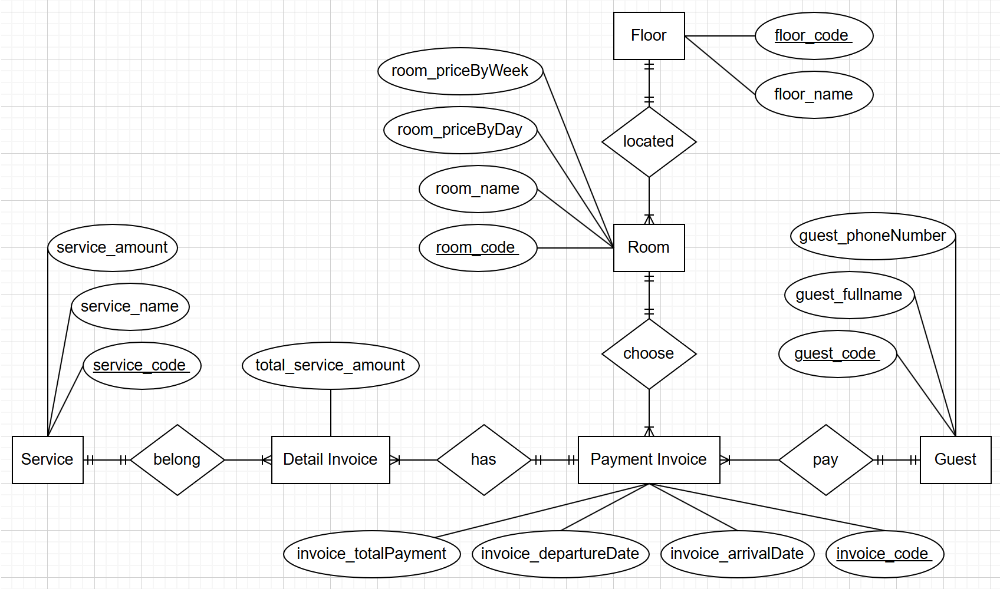 Floor
floor_code
room_priceByWeek
floor_name
room_priceByDay
located
room_name
room_code
Room
guest_phoneNumber
service_amount
guest_fullname
service_name
choose
guest_code
service_code
total_service_amount
Service
belong
Detail Invoice
has
Payment Invoice
pay
Guest
invoice_totalPayment
invoice_departureDate
invoice_arrivalDate
invoice_code